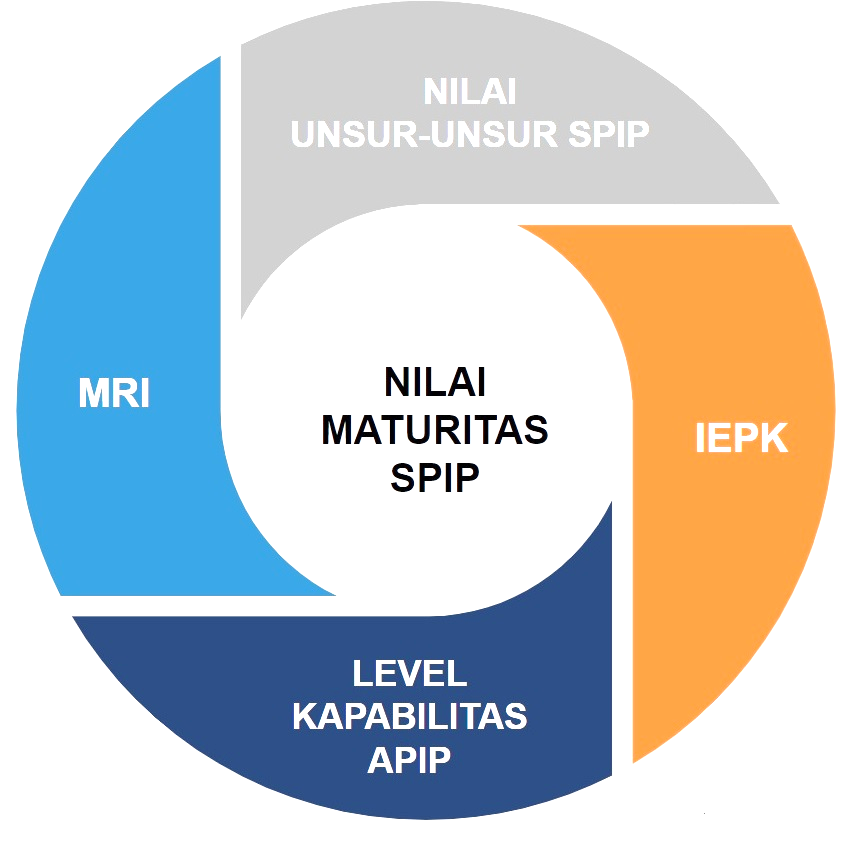 NILAI
UNSUR-UNSUR SPIP
MRI
NILAI
MATURITAS
SPIP
IEPK
LEVEL
KAPABILITAS
APIP